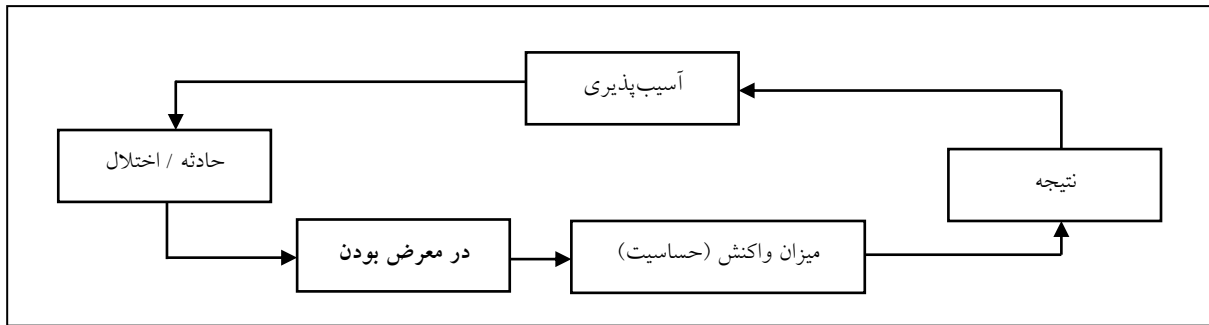 آسیب‌پذیری
حادثه / اختلال
نتیجه
در معرض بودن
میزان واکنش (حساسیت)